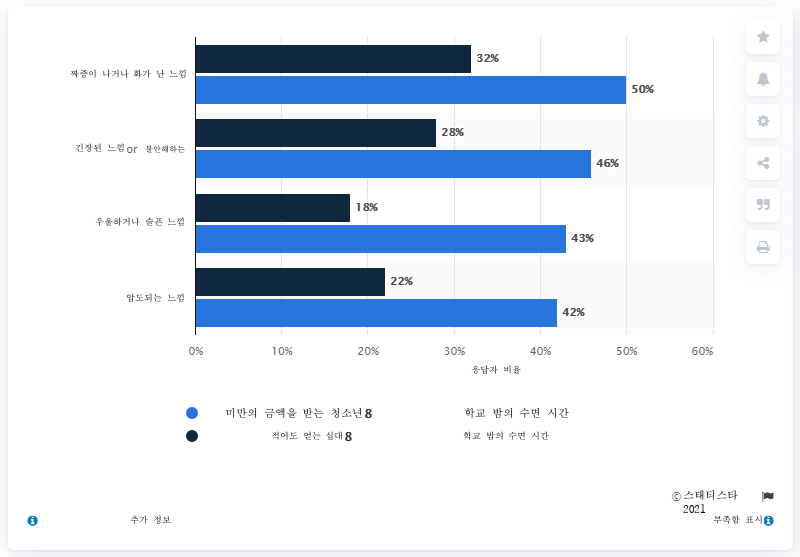 32%
짜증이 나거나 화가 난 느낌
50%
28%
긴장된 느낌 or 불안해하는
46%
18%
우울하거나 슬픈 느낌
43%
22%
압도되는 느낌
42%
0% 10% 20% 30% 40% 50% 60%
응답자 비율
미만의 금액을 받는 청소년 8 학교 밤의 수면 시간
적어도 얻는 십대 8 학교 밤의 수면 시간
© 스태티스타
2021
추가 정보 부족함 표시